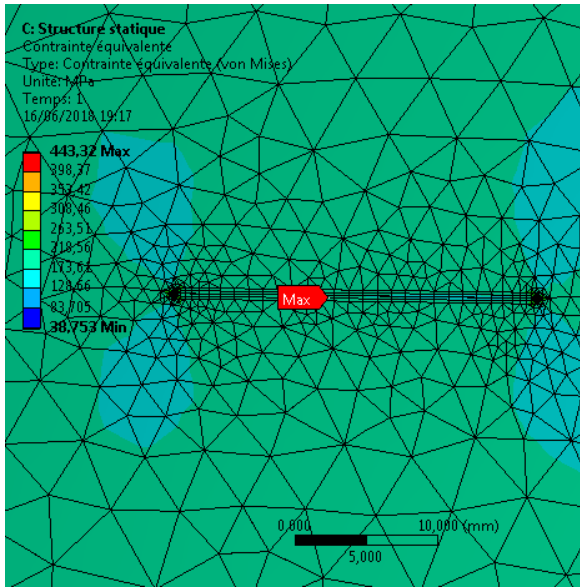 C: Structure statique
Contrainte équivalente
Type: Contrainte équivalente (von Mises)
Unité: MPa
Temps: 1
16/06/2018 19:17
443,32 Max
398,37
353,42
308,46
263,51
218,56
173,61
128,66
83,705
38,753 Min
Max
0,000 10,000 (mm)
5,000